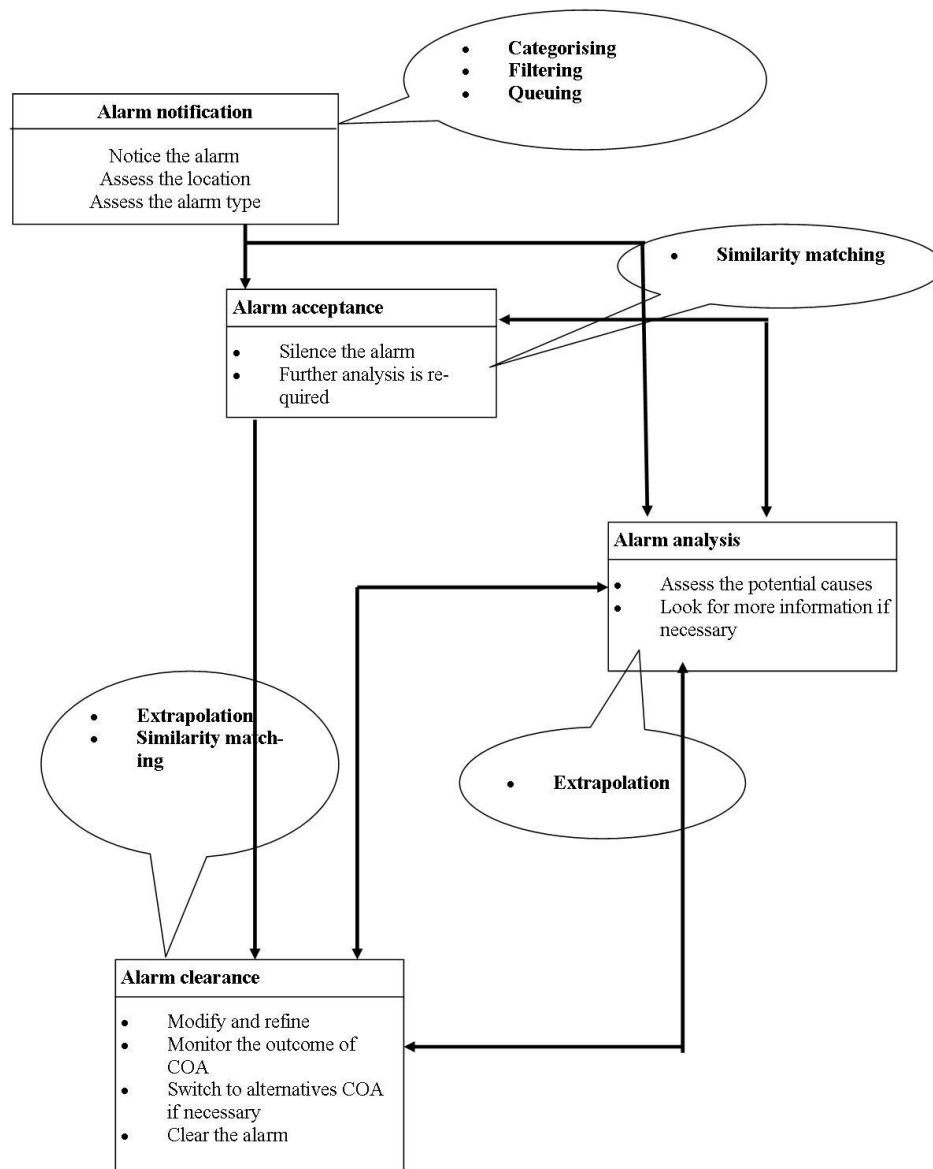 • Categorising
• Filtering
• Queuing
Alarm notification
Notice the alarm
Assess the location
Assess the alarm type
• Similarity matching
Alarm acceptance
• Silence the alarm
• Further analysis is re-
quired
Alarm analysis
• Assess the potential causes
• Look for more information if
necessary
• Extrapolation
• Similarity match-
ing
• Extrapolation
Alarm clearance
• Modify and refine
• Monitor the outcome of
COA
• Switch to alternatives COA
if necessary
• Clear the alarm